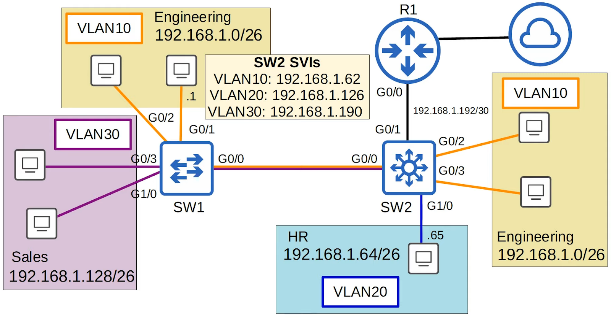 Engineering
192.168.1.0/26
VLAN10
.1
G0/2
G0/1
SW2 SVIs
VLAN10: 192.168.1.62
VLAN20: 192.168.1.126
VLAN30: 192.168.1.190
R1
G0/0
192.168.1.192/30
G0/1
VLAN10
G0/2
G0/3
Engineering
192.168.1.0/26
VLAN30
G0/3
G1/0
G0/0
SW1
Sales
192.168.1.128/26
G0/0
SW2
G1/0
HR
192.168.1.64/26
.65
VLAN20